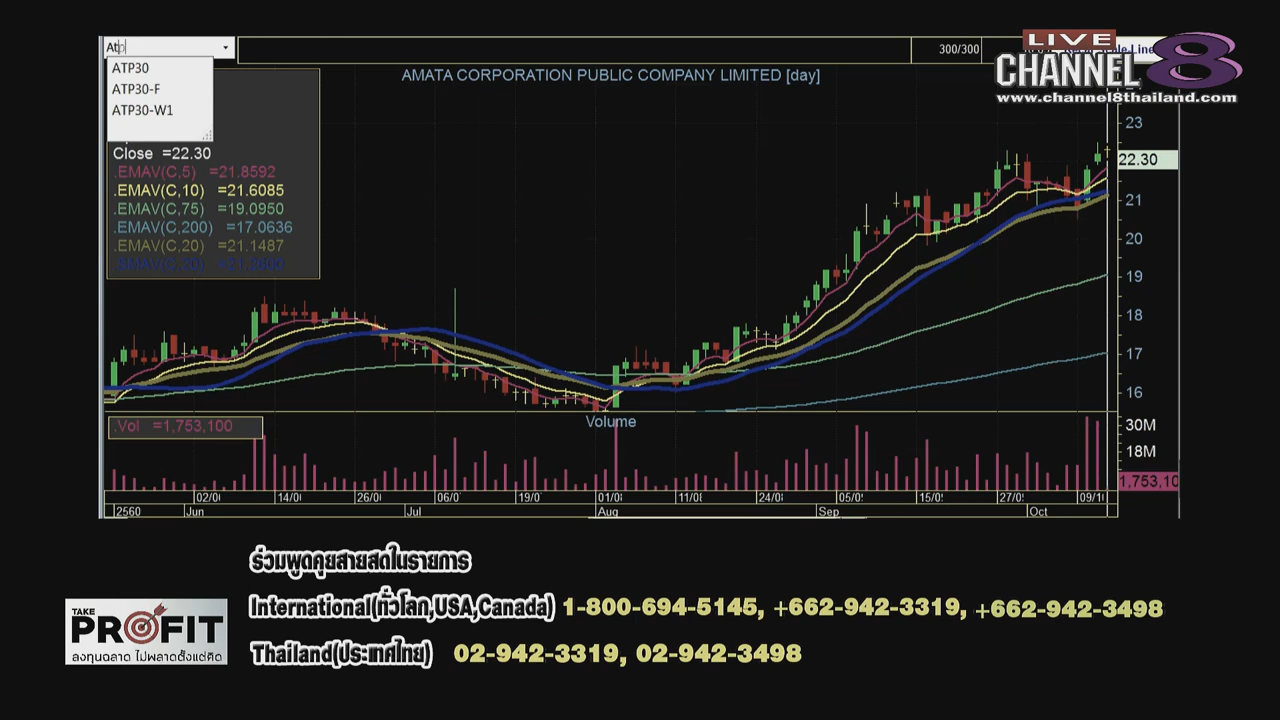 Atp
ATP30
ATP30-F
ATP30-W1
300/300
LIVE
CHANNEL 8
www.channel8thailand.com
AMATA CORPORATION PUBLIC COMPANY LIMITED [day]
Close =22.30
.EMAV(C,5) =21.8592
.EMAV(C,10) =21.6085
.EMAV(C,75) =19.0950
.EMAV(C,200) =17.0636
.EMAV(C,20) =21.1487
23
22.30
21
20
19
18
17
16
.Vol =1,753,100
Volume
30M
18M
1,753,10
02/0 14/0 26/0 06/0 19/0 01/0 11/0 24/0 05/0 15/0 27/0 09/10
2560 Jun Jul Aug Sep Oct
ร่วมพูดคุยสายสดในรายการ
International(ทั่วโลก,USA,Canada) 1-800-694-5145, +662-942-3319, +662-942-3498
Thailand(ประเทศไทย) 02-942-3319, 02-942-3498
TAKE
PROFIT
ลงทุนฉลาด ไม่พลาดตั้งแต่คิด